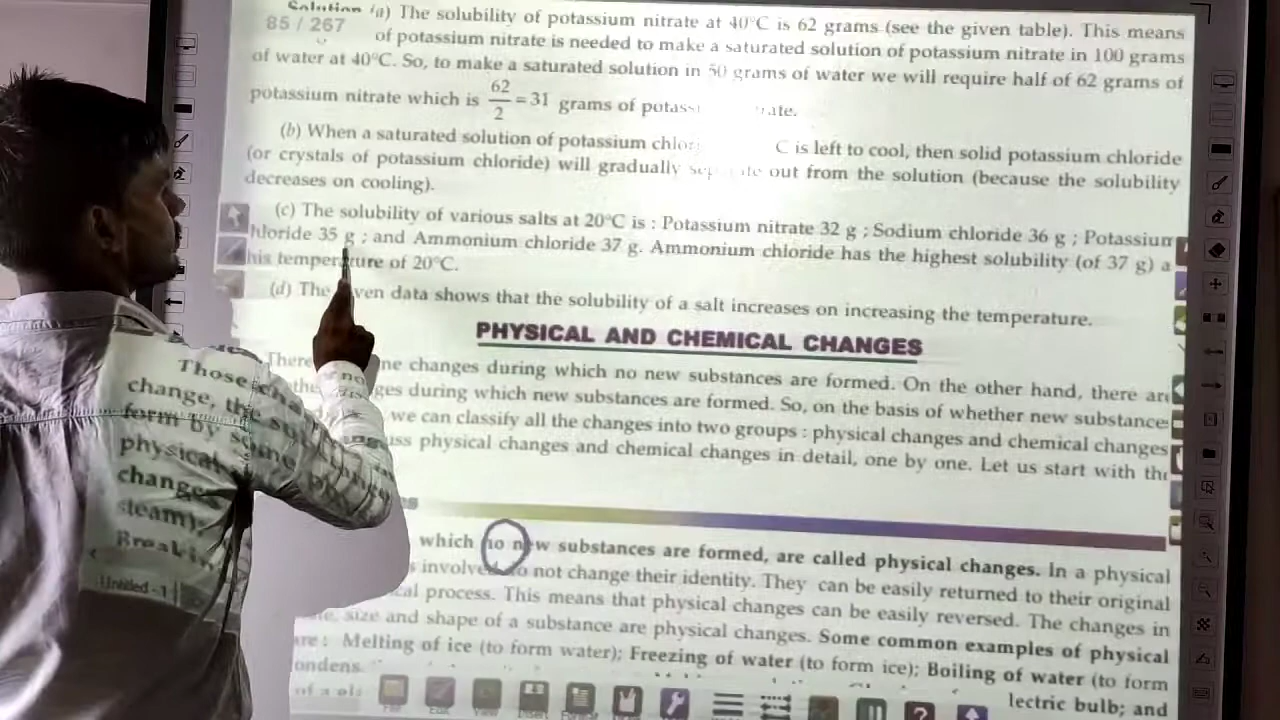 Solution (a) The solubility of potassium nitrate at 40°C is 62 grams (see the given table). This means
85 / 267
of potassium nitrate is needed to make a saturated solution of potassium nitrate in 100 grams
of water at 40°C. So, to make a saturated solution in 50 grams of water we will require half of 62 grams of
potassium nitrate which is 62/2 = 31 grams of
(b) When a saturated solution of potassium C is left to cool, then solid potassium chloride
(or crystals of potassium chloride) will gradually out from the solution (because the solubility
decreases on cooling).
(c) The solubility of various salts at 20°C is : Potassium nitrate 32 g ; Sodium chloride 36 g ; Potassium
hloride 35 g ; and Ammonium chloride 37 g. Ammonium chloride has the highest solubility (of 37 g) a
his temperature of 20°C.
(d) The ven data shows that the solubility of a salt increases on increasing the temperature.
PHYSICAL AND CHEMICAL CHANGES
There ne changes during which no new substances are formed. On the other hand, there are
ges during which new substances are formed. So, on the basis of whether new substances
we can classify all the changes into two groups : physical changes and chemical changes
uss physical changes and chemical changes in detail, one by one. Let us start with the
Those
change, the
form by some
physical
change
steam);
Breakin
Untitled - 1
which no new substances are formed, are called physical changes. In a physical
involved do not change their identity. They can be easily returned to their original
cal process. This means that physical changes can be easily reversed. The changes in
size and shape of a substance are physical changes. Some common examples of physical
are : Melting of ice (to form water); Freezing of water (to form ice); Boiling of water (to form
ondens
lectric bulb; and